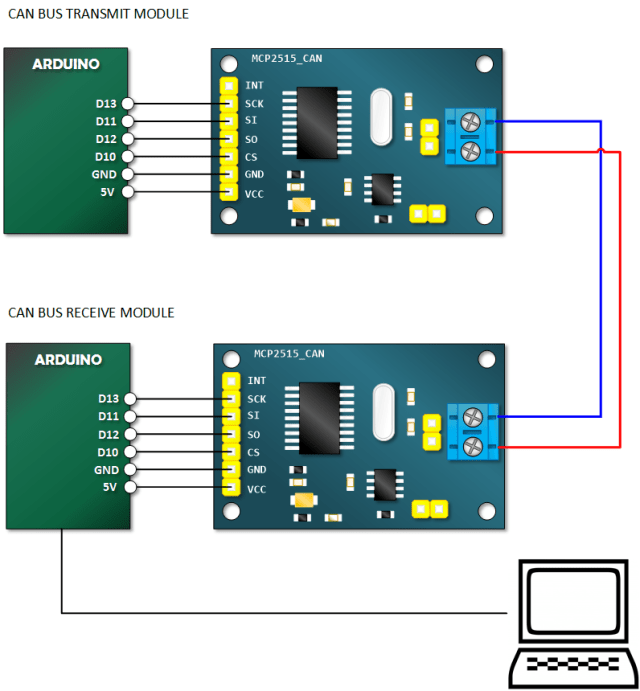 CAN BUS TRANSMIT MODULE
ARDUINO
MCP2515_CAN
D13
INT
D11
SCK
D12
SI
D10
SO
GND
CS
5V
GND
VCC
CAN BUS RECEIVE MODULE
ARDUINO
MCP2515_CAN
D13
INT
D11
SCK
D12
SI
D10
SO
GND
CS
5V
GND
VCC